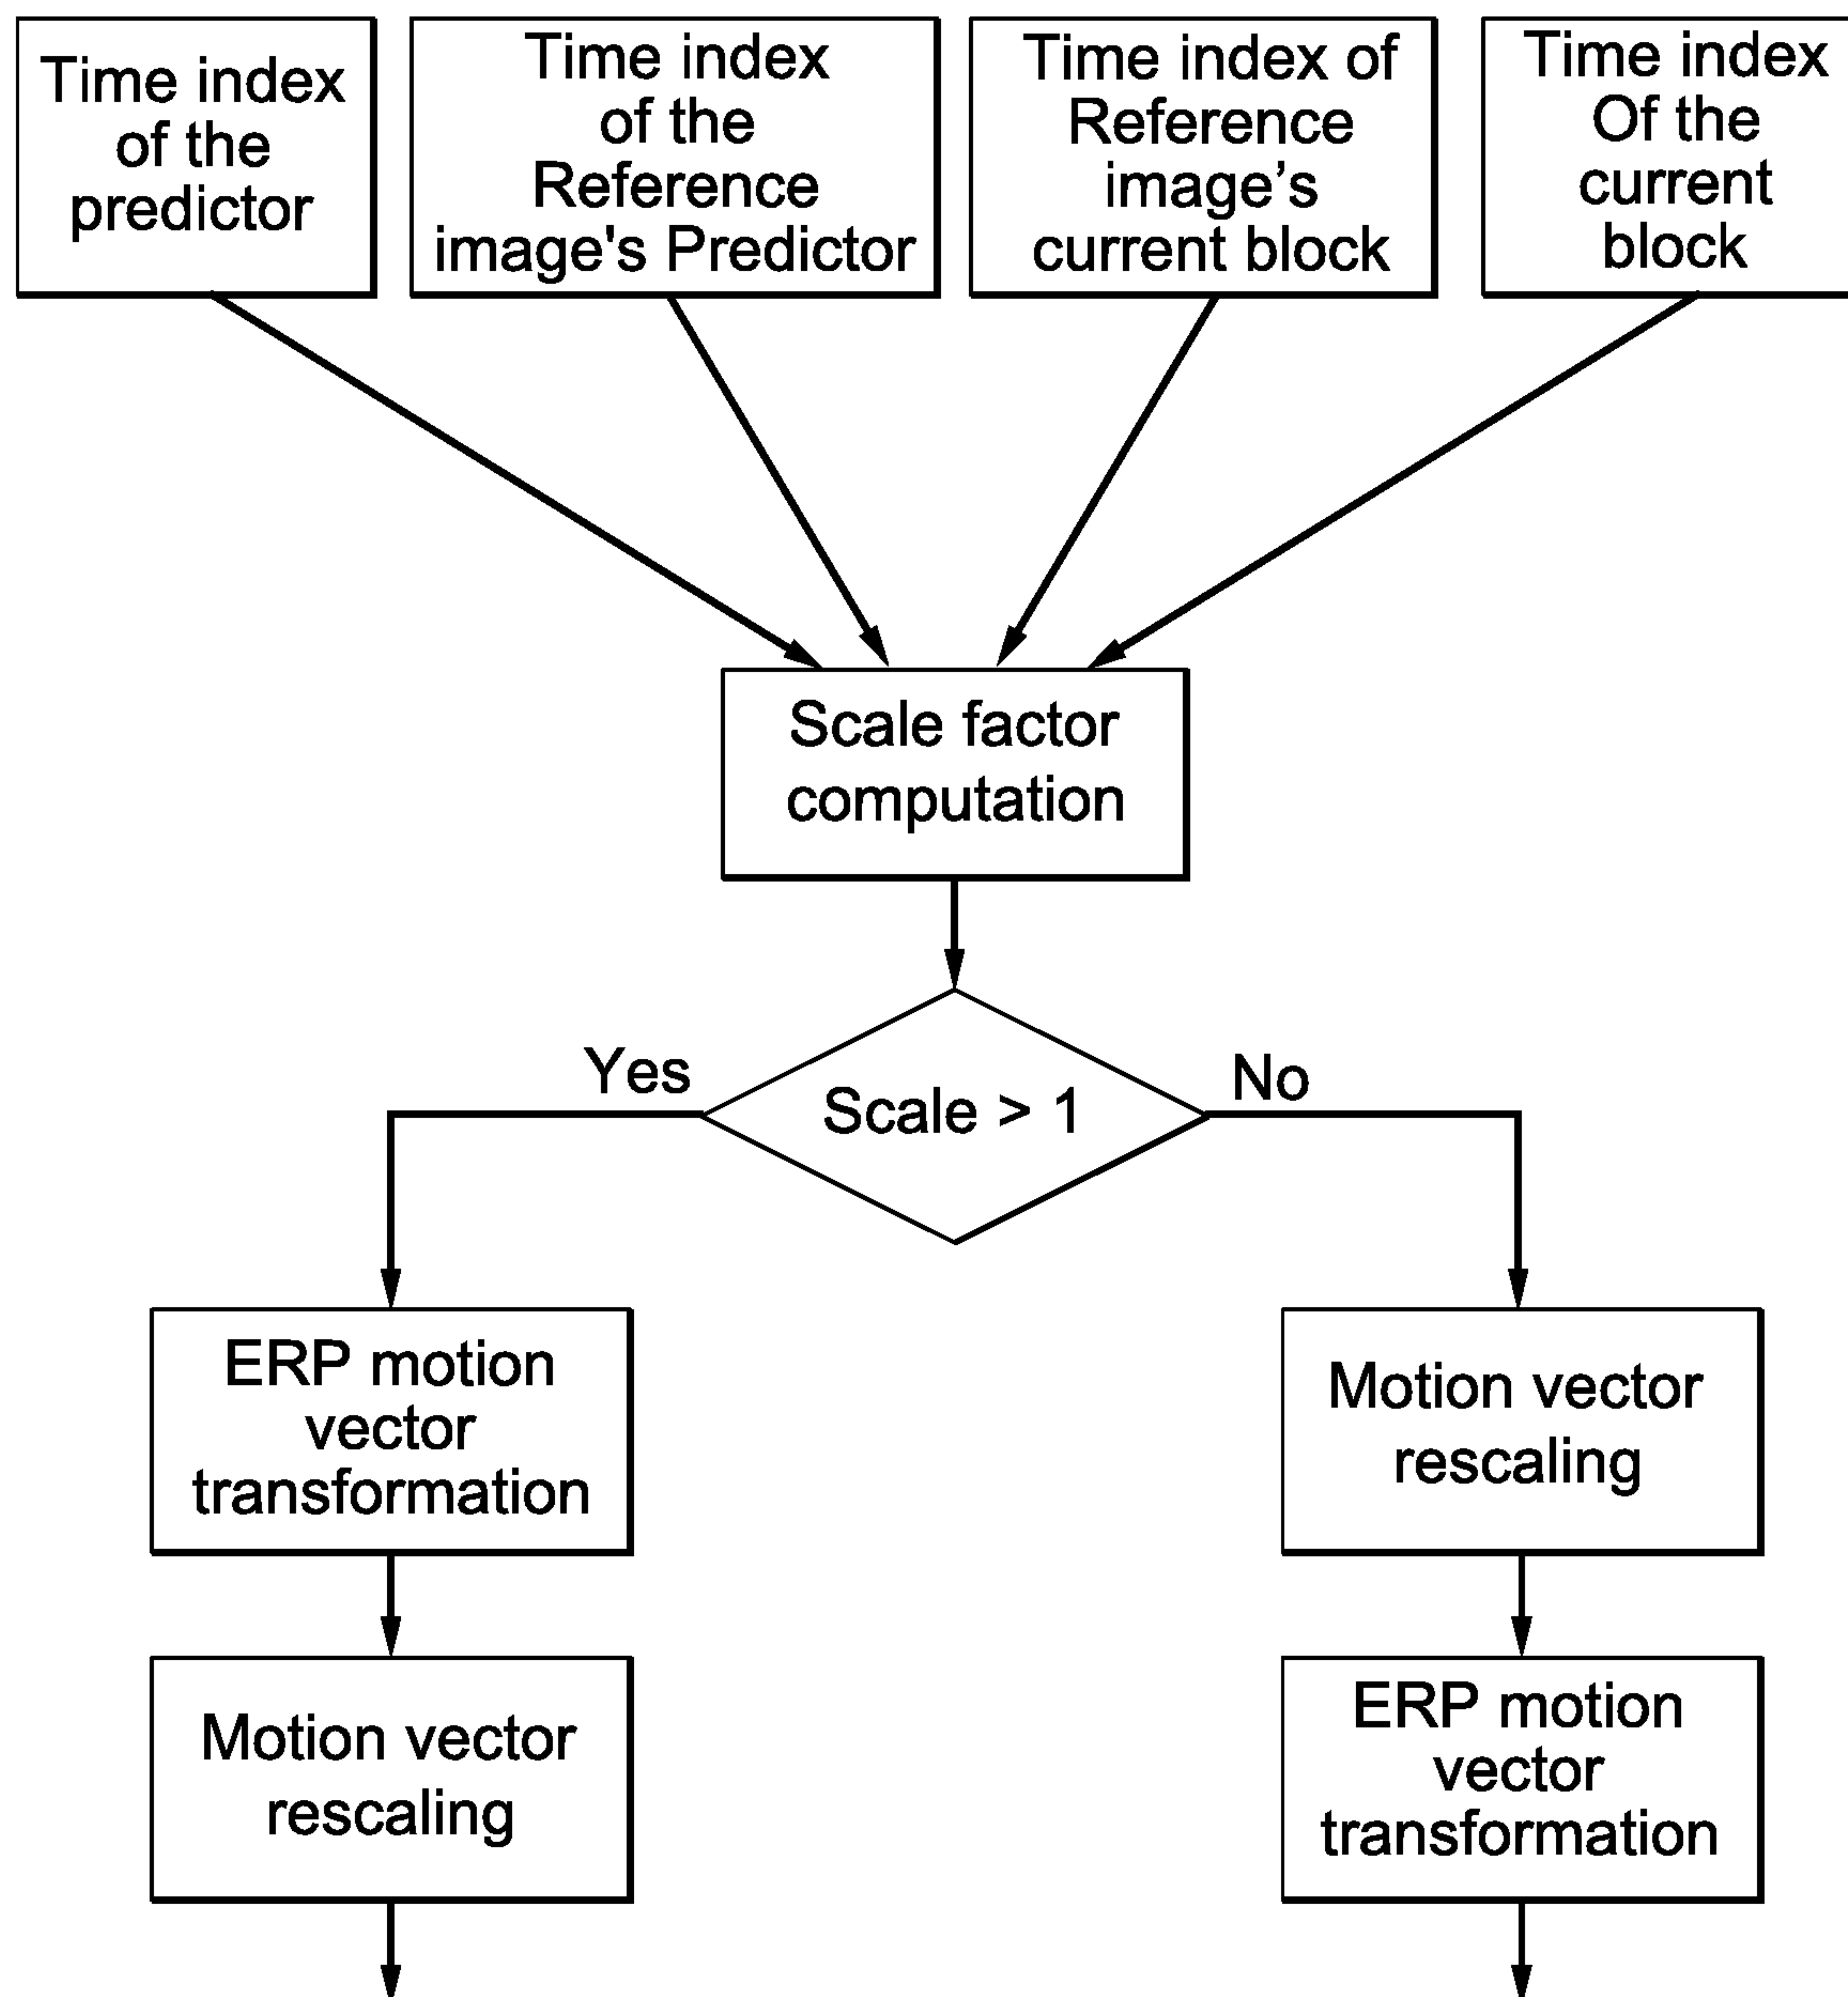 Time index
of the
predictor
Time index
of the
Reference
image's Predictor
Time index of
Reference
image’s
current block
Time index
Of the
current
block
Scale factor
computation
Scale > 1
Yes
No
ERP motion
vector
transformation
Motion vector
rescaling
Motion vector
rescaling
ERP motion
vector
transformation